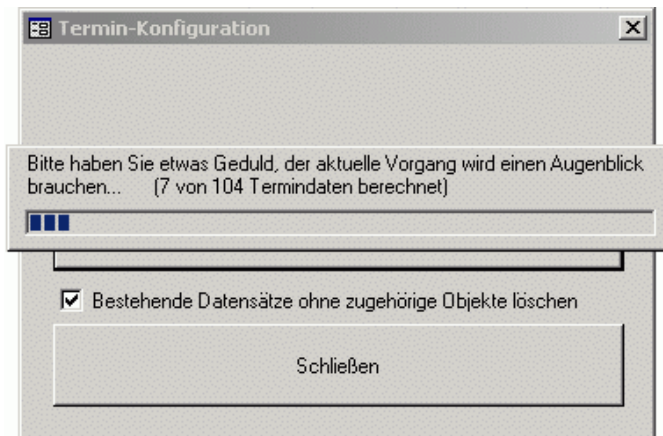 Termin-Konfiguration
Bitte haben Sie etwas Geduld, der aktuelle Vorgang wird einen Augenblick
brauchen... (7 von 104 Termindaten berechnet)
Bestehende Datensätze ohne zugehörige Objekte löschen
Schließen